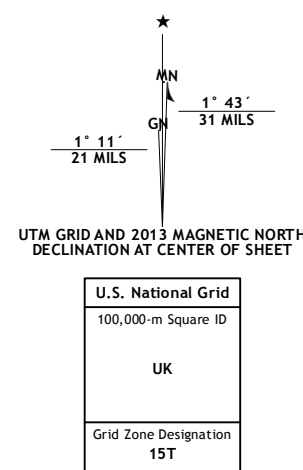 ★
MN
1° 43´
31 MILS
GN
1° 11´
21 MILS
UTM GRID AND 2013 MAGNETIC NORTH
DECLINATION AT CENTER OF SHEET
U.S. National Grid
100,000-m Square ID
UK
Grid Zone Designation
15T